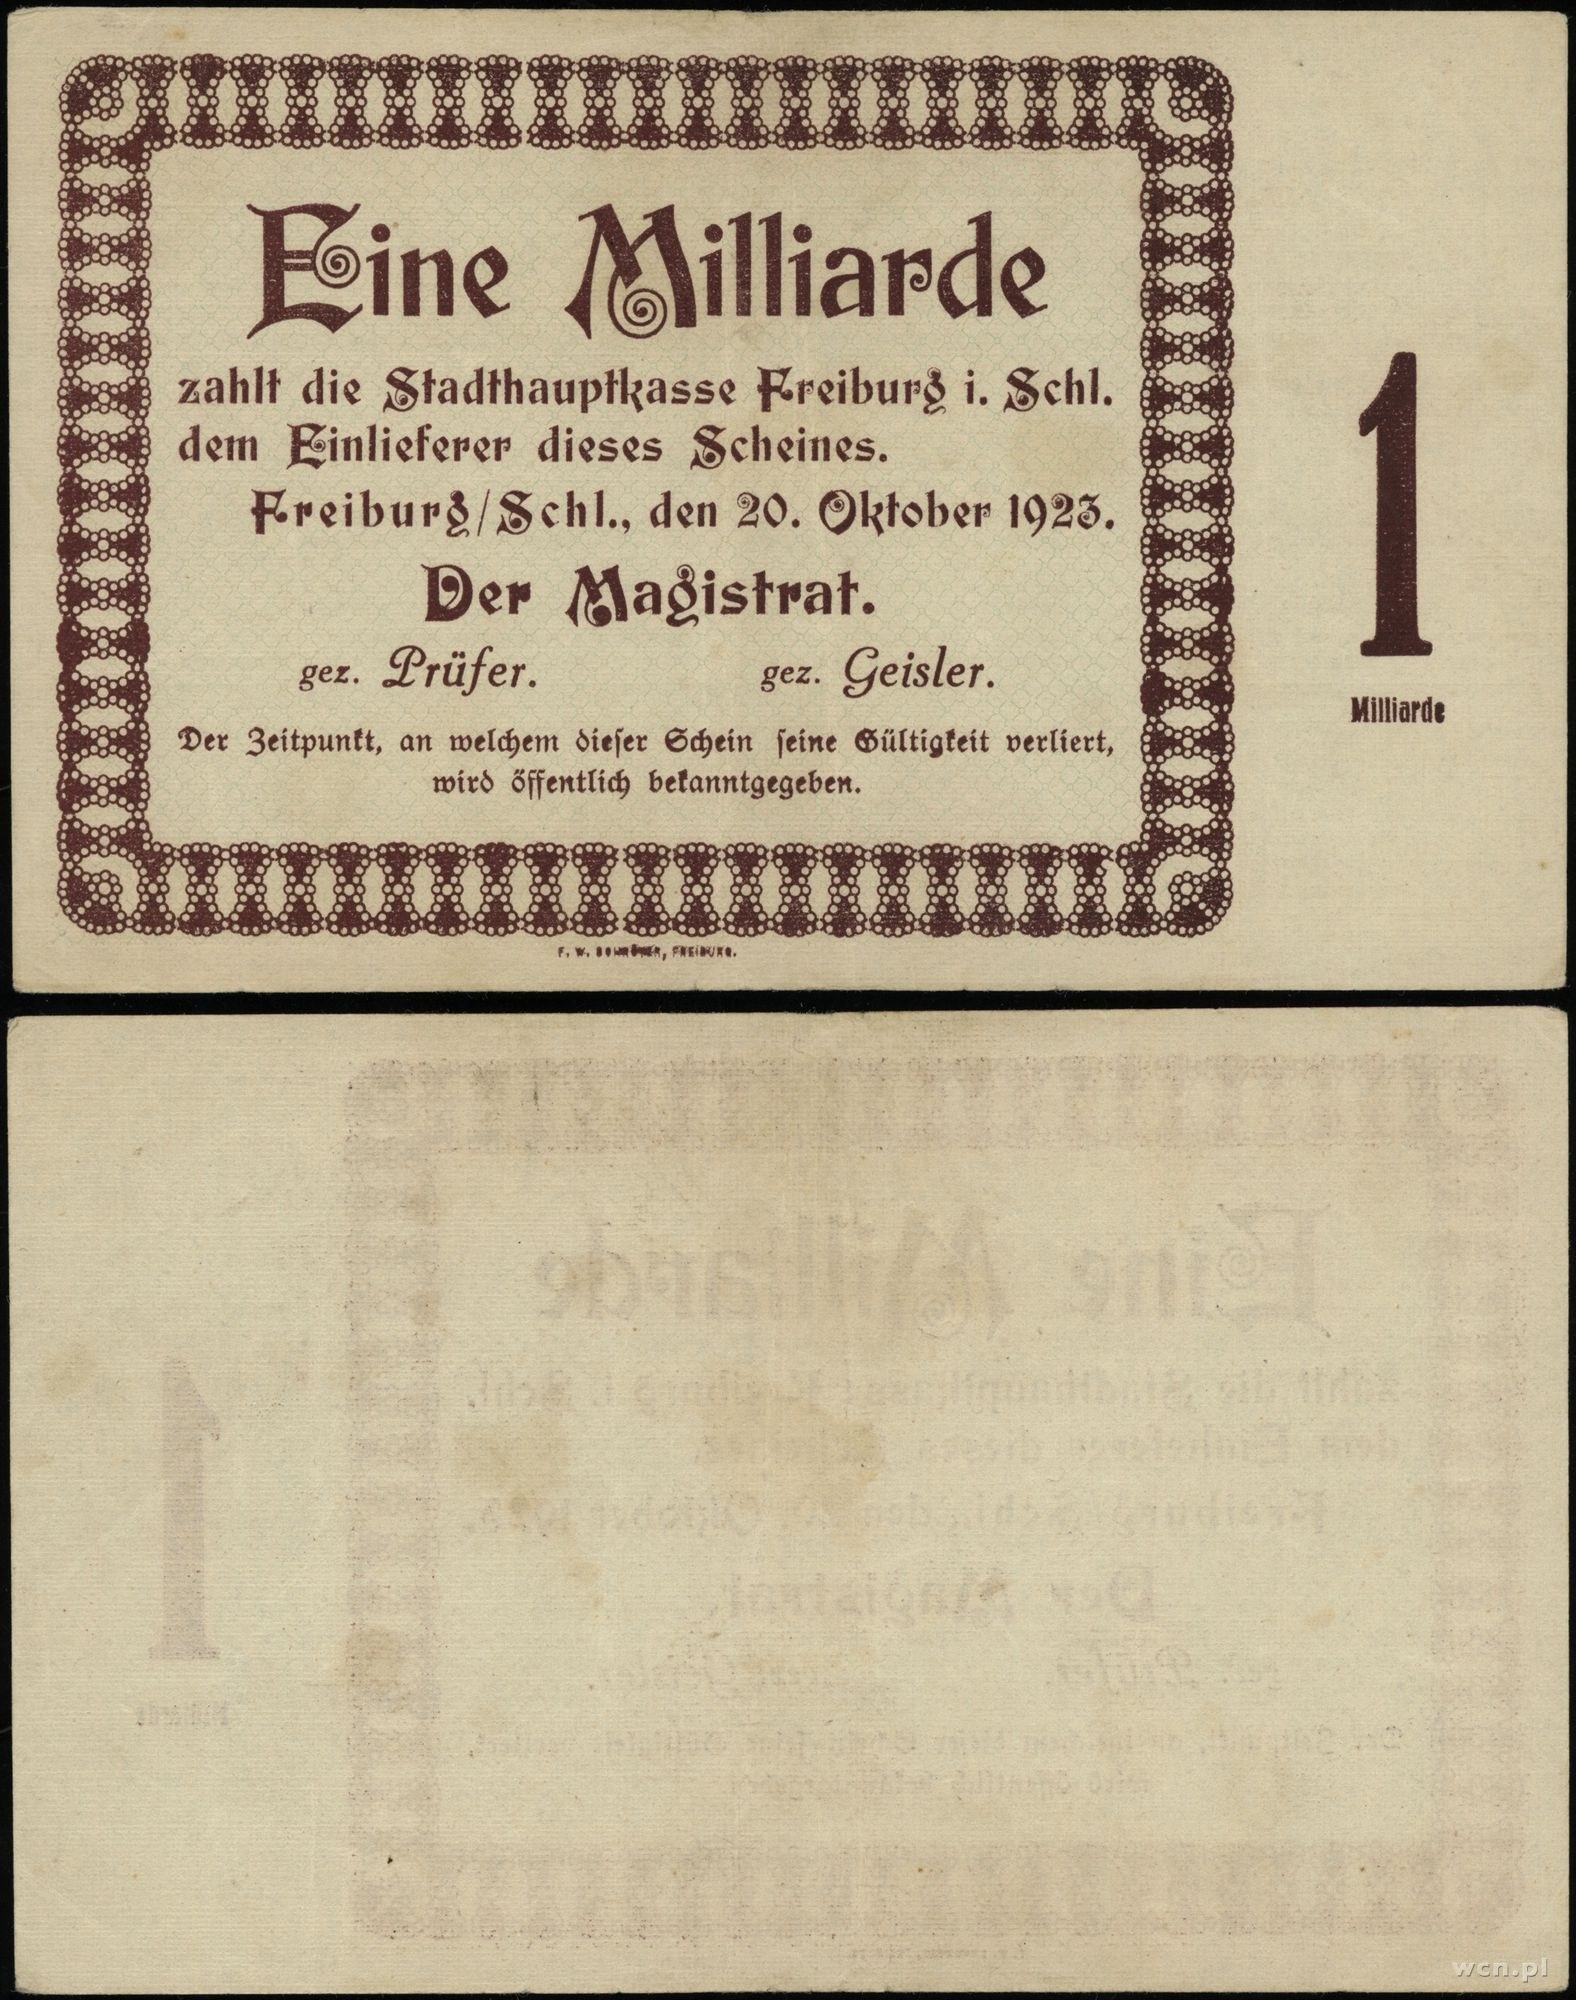 Eine Milliarde
zahlt die Stadthauptkasse Freiburg i. Schl.
dem Einlieferer dieses Scheines.
Freiburg/Schl., den 20. Oktober 1923.
Der Magistrat.
gez. Prüfer. gez. Geisler.
Der Zeitpunkt, an welchem dieser Schein seine Gültigkeit verliert,
wird öffentlich bekanntgegeben.
1
Milliarde
F. W. FREIBURG.
wcn.pl